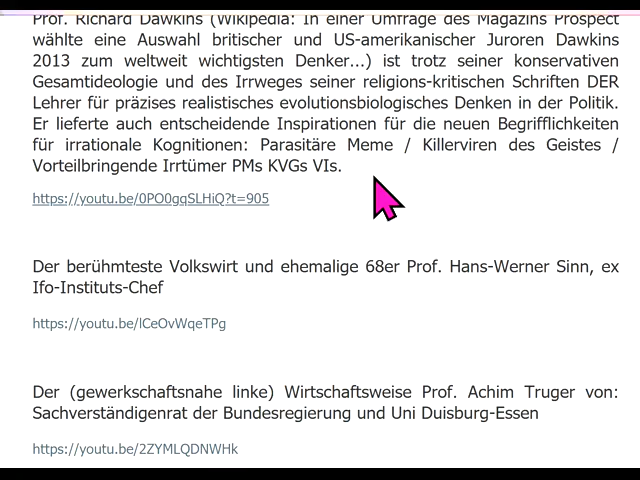 Prof. Richard Dawkins (Wikipedia: In einer Umfrage des Magazins Prospect
wählte eine Auswahl britischer und US-amerikanischer Juroren Dawkins
2013 zum weltweit wichtigsten Denker...) ist trotz seiner konservativen
Gesamtideologie und des Irrweges seiner religions-kritischen Schriften DER
Lehrer für präzises realistisches evolutionsbiologisches Denken in der Politik.
Er lieferte auch entscheidende Inspirationen für die neuen Begrifflichkeiten
für irrationale Kognitionen: Parasitäre Meme / Killerviren des Geistes /
Vorteilbringende Irrtümer PMs KVGs VIs.
https://youtu.be/0PO0gqSLHiQ?t=905
Der berühmteste Volkswirt und ehemalige 68er Prof. Hans-Werner Sinn, ex
Ifo-Instituts-Chef
https://youtu.be/lCeOvWqeTPg
Der (gewerkschaftsnahe linke) Wirtschaftsweise Prof. Achim Truger von:
Sachverständigenrat der Bundesregierung und Uni Duisburg-Essen
https://youtu.be/2ZYMLQDNWHk